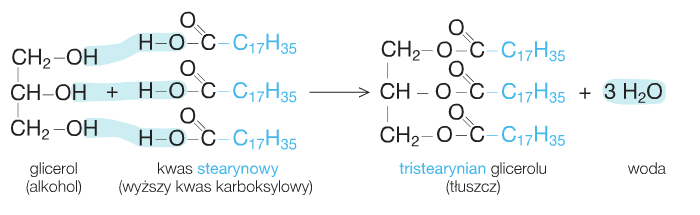 CH₂–OH H–O–C–C₁₇H₃₅ O CH₂–O–C–C₁₇H₃₅ O
CH–OH + H–O–C–C₁₇H₃₅ O CH–O–C–C₁₇H₃₅ O + 3 H₂O
CH₂–OH H–O–C–C₁₇H₃₅ O CH₂–O–C–C₁₇H₃₅ O
glicerol kwas stearynowy tristearynian glicerolu woda
(alkohol) (wyższy kwas karboksylowy) (tłuszcz)